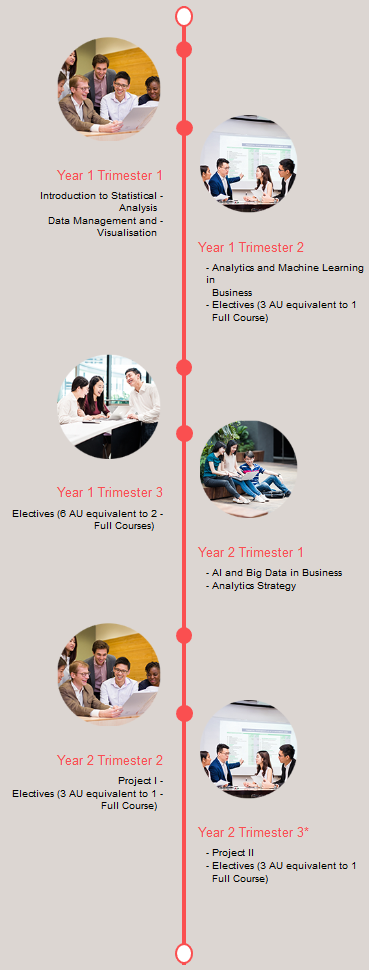 Year 1 Trimester 1
Introduction to Statistical -
Analysis
Data Management and -
Visualisation
Year 1 Trimester 2
- Analytics and Machine Learning
in
Business
- Electives (3 AU equivalent to 1
Full Course)
Year 1 Trimester 3
Electives (6 AU equivalent to 2 -
Full Courses)
Year 2 Trimester 1
- AI and Big Data in Business
- Analytics Strategy
Year 2 Trimester 2
Project I -
Electives (3 AU equivalent to 1 -
Full Course)
Year 2 Trimester 3*
- Project II
- Electives (3 AU equivalent to 1
Full Course)